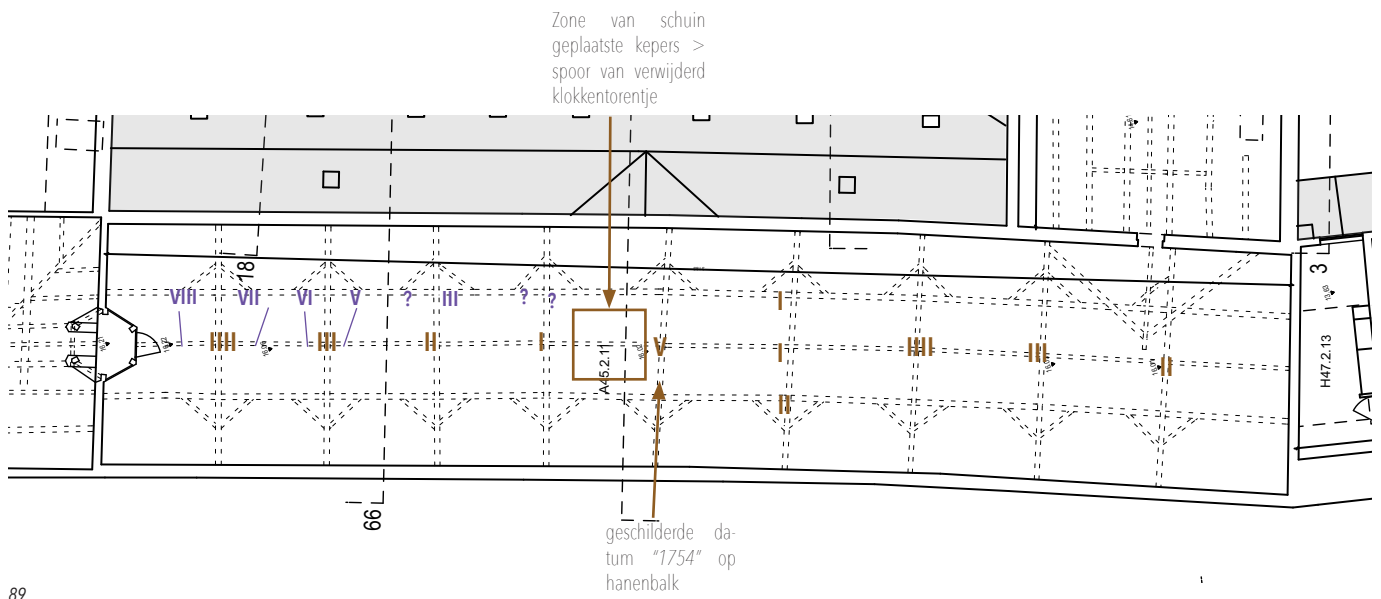 Zone van schuin
geplaatste kepers >
spoor van verwijderd
klokkentorentje
18
3
VIIII VII VI V ? III ? ? I
IIII III II I V I IIII III II
II
A45.2.11
H47.2.13
66
geschilderde da-
tum "1754" op
hanenbalk
89